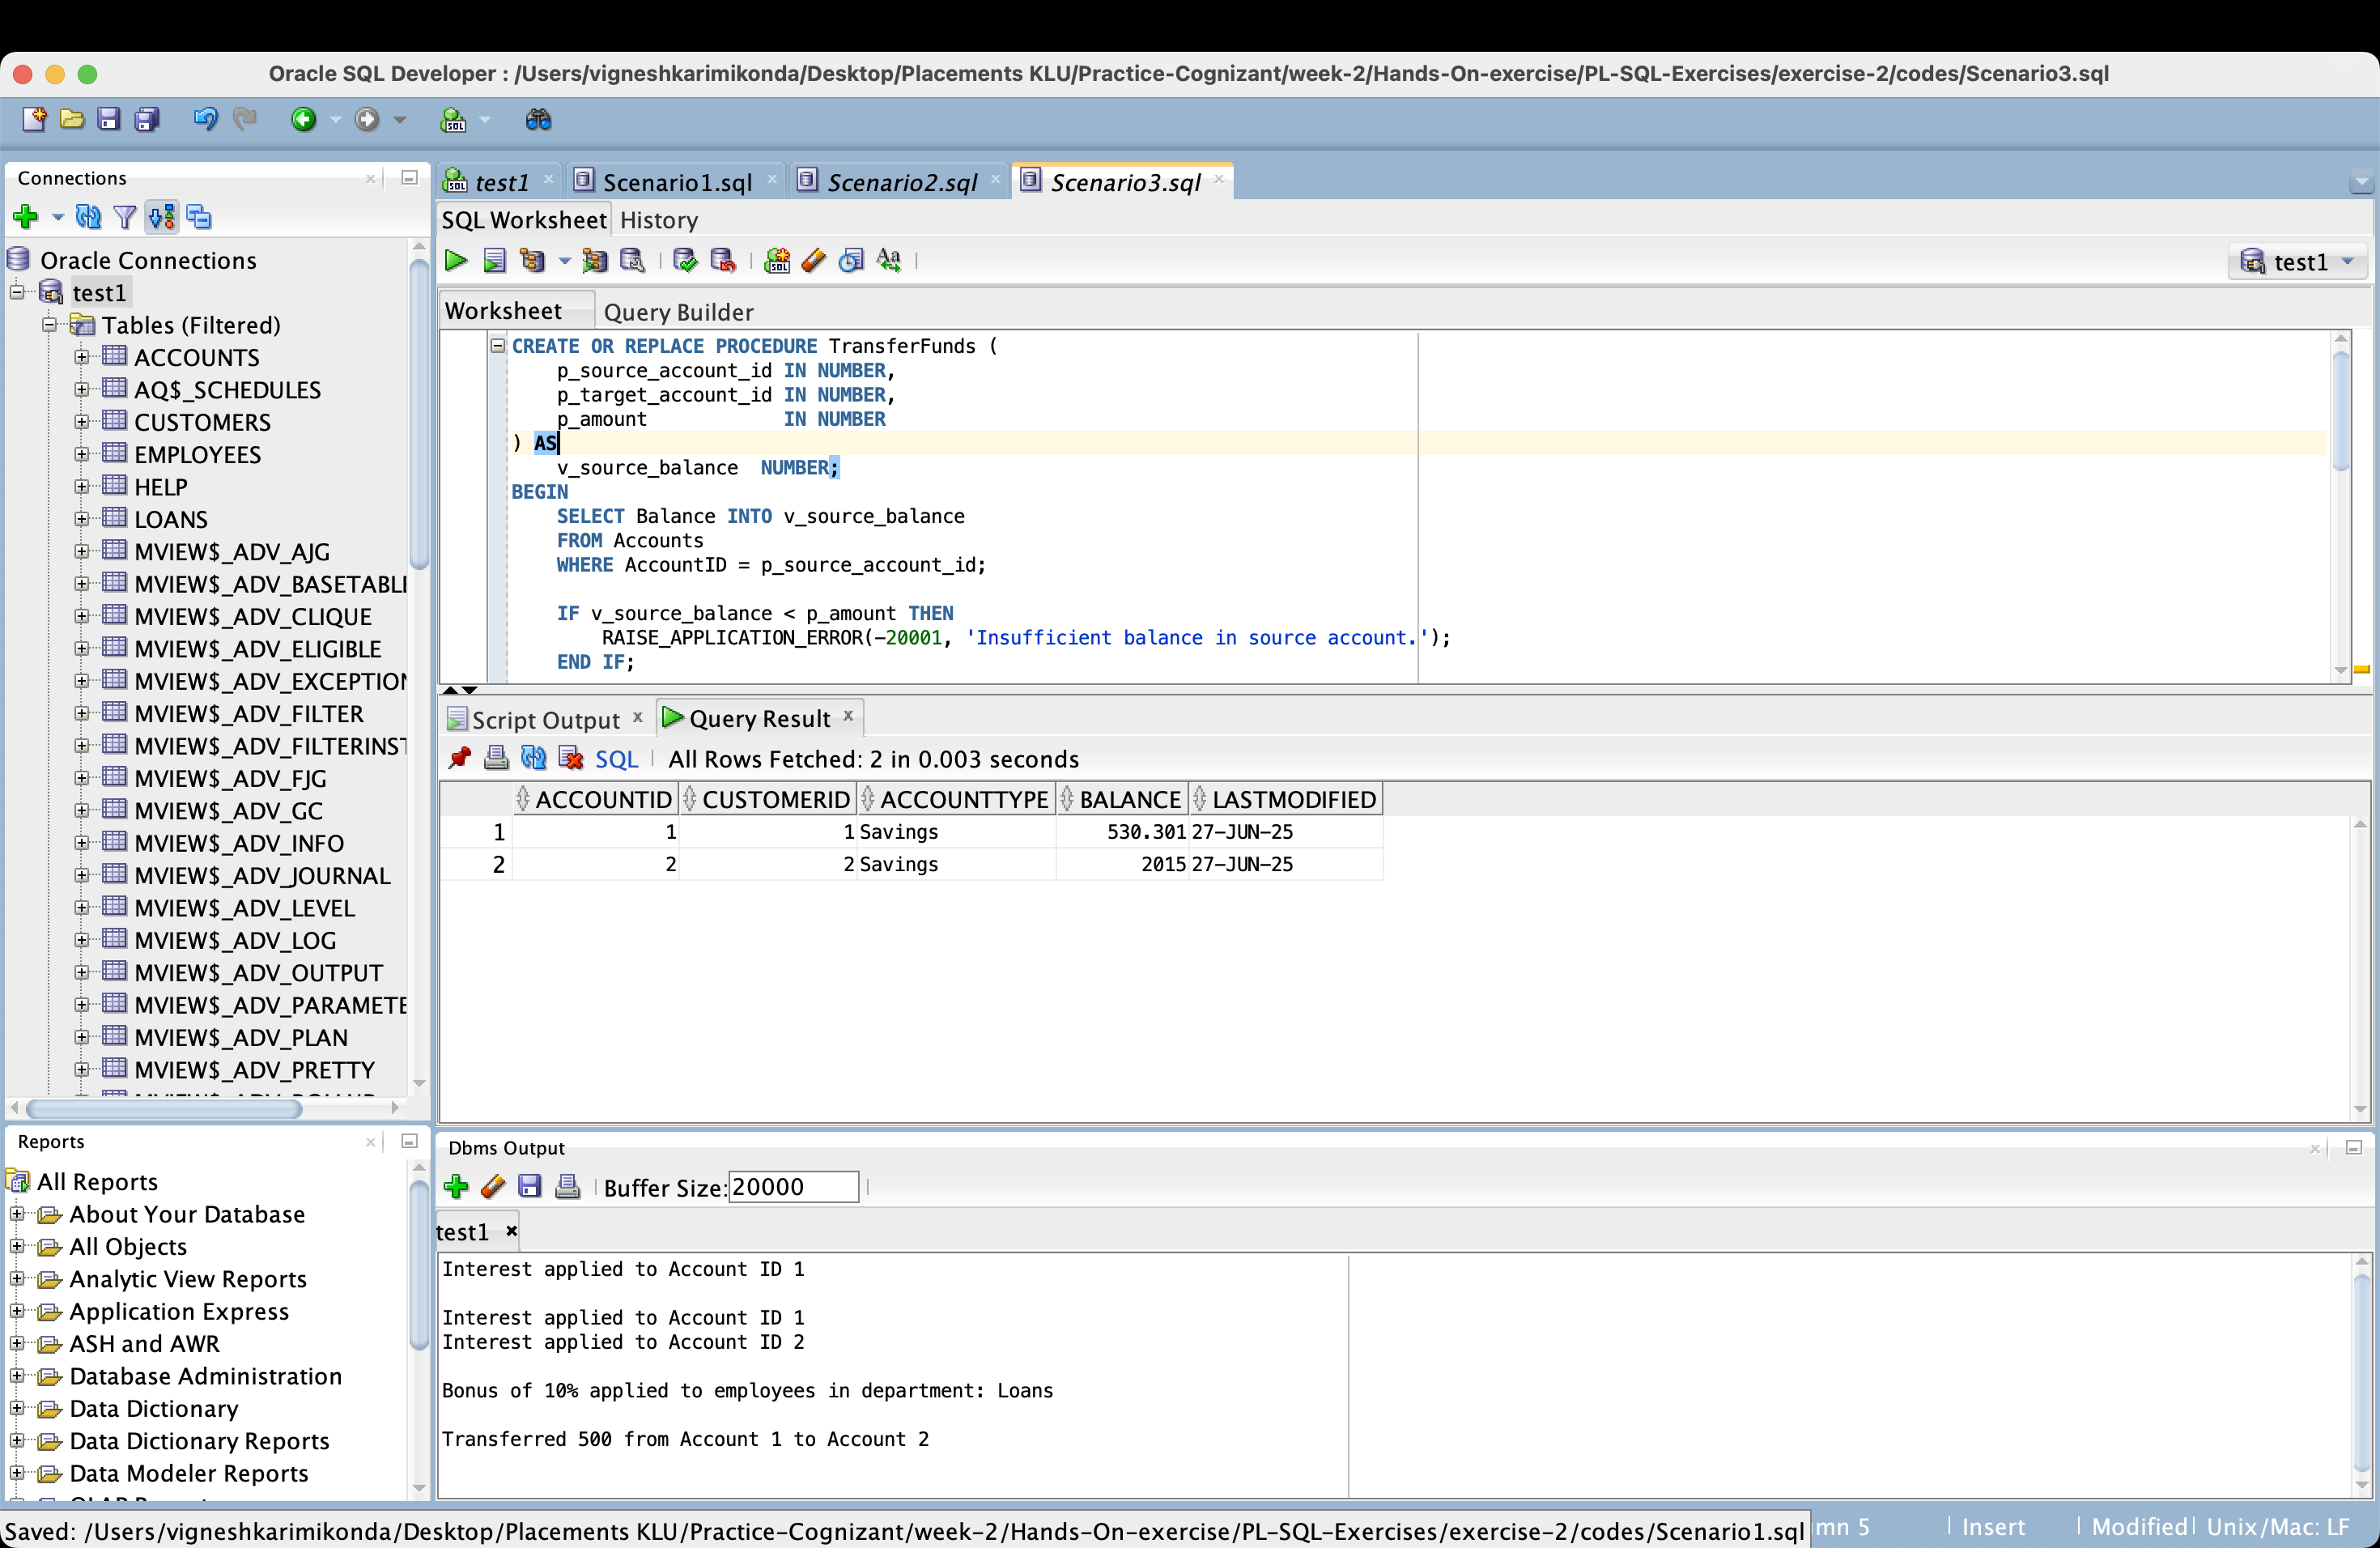 Oracle SQL Developer : /Users/vigneshkarimikonda/Desktop/Placements KLU/Practice-Cognizant/week-2/Hands-On-exercise/PL-SQL-Exercises/exercise-2/codes/Scenario3.sql
Connections
Oracle Connections
test1
Tables (Filtered)
ACCOUNTS
AQ$_SCHEDULES
CUSTOMERS
EMPLOYEES
HELP
LOANS
MVIEW$_ADV_AJG
MVIEW$_ADV_BASETABL
MVIEW$_ADV_CLIQUE
MVIEW$_ADV_ELIGIBLE
MVIEW$_ADV_EXCEPTION
MVIEW$_ADV_FILTER
MVIEW$_ADV_FILTERINST
MVIEW$_ADV_FJG
MVIEW$_ADV_GC
MVIEW$_ADV_INFO
MVIEW$_ADV_JOURNAL
MVIEW$_ADV_LEVEL
MVIEW$_ADV_LOG
MVIEW$_ADV_OUTPUT
MVIEW$_ADV_PARAMETE
MVIEW$_ADV_PLAN
MVIEW$_ADV_PRETTY
Reports
All Reports
About Your Database
All Objects
Analytic View Reports
Application Express
ASH and AWR
Database Administration
Data Dictionary
Data Dictionary Reports
Data Modeler Reports
test1 Scenario1.sql Scenario2.sql Scenario3.sql
SQL Worksheet History
test1
Worksheet Query Builder
CREATE OR REPLACE PROCEDURE TransferFunds (
    p_source_account_id IN NUMBER,
    p_target_account_id IN NUMBER,
    p_amount            IN NUMBER
) AS
    v_source_balance  NUMBER;
BEGIN
    SELECT Balance INTO v_source_balance
    FROM Accounts
    WHERE AccountID = p_source_account_id;
    IF v_source_balance < p_amount THEN
        RAISE_APPLICATION_ERROR(-20001, 'Insufficient balance in source account.');
    END IF;
Script Output Query Result
SQL All Rows Fetched: 2 in 0.003 seconds
ACCOUNTID CUSTOMERID ACCOUNTTYPE BALANCE LASTMODIFIED
1 1 1 Savings 530.301 27-JUN-25
2 2 2 Savings 2015 27-JUN-25
Dbms Output
Buffer Size: 20000
test1
Interest applied to Account ID 1
Interest applied to Account ID 1
Interest applied to Account ID 2
Bonus of 10% applied to employees in department: Loans
Transferred 500 from Account 1 to Account 2
Saved: /Users/vigneshkarimikonda/Desktop/Placements KLU/Practice-Cognizant/week-2/Hands-On-exercise/PL-SQL-Exercises/exercise-2/codes/Scenario1.sql mn 5 Insert Modified Unix/Mac: LF